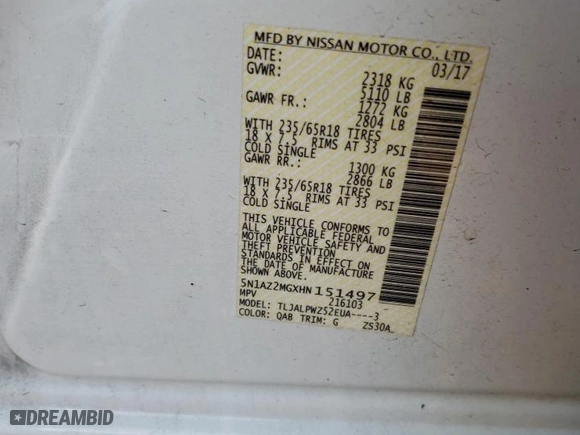 MFD BY NISSAN MOTOR CO., LTD.
DATE: 03/17
GVWR: 2318 KG
5110 LB
GAWR FR.: 1272 KG
2804 LB
WITH 235/65R18 TIRES
18 X 7.5 RIMS AT 33 PSI
COLD SINGLE
GAWR RR.: 1300 KG
2866 LB
WITH 235/65R18 TIRES
18 X 7.5 RIMS AT 33 PSI
COLD SINGLE
THIS VEHICLE CONFORMS TO
ALL APPLICABLE FEDERAL
MOTOR VEHICLE SAFETY AND
THEFT PREVENTION
STANDARDS IN EFFECT ON
THE DATE OF MANUFACTURE
SHOWN ABOVE.
5N1AZ2MGXHN151497
MPV 216103
MODEL: TLJALPWZ52EUA----3
COLOR: QAB TRIM: G ZS30A
DREAMBID